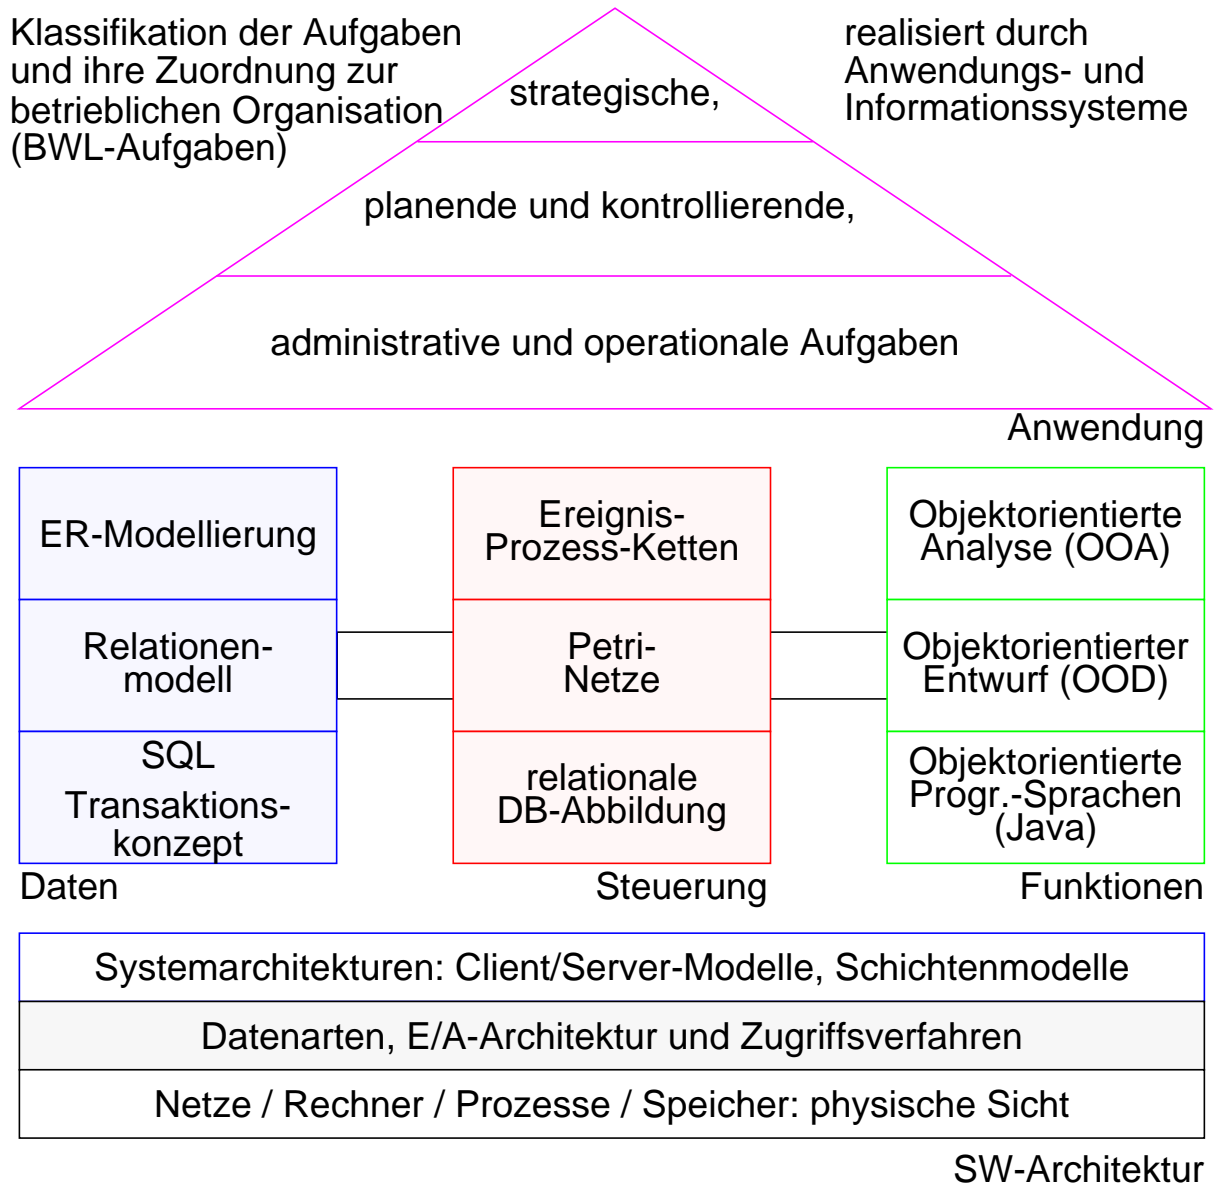 Klassifikation der Aufgaben
und ihre Zuordnung zur
betrieblichen Organisation
(BWL-Aufgaben)
realisiert durch
Anwendungs- und
Informationssysteme
strategische,
planende und kontrollierende,
administrative und operationale Aufgaben
Anwendung
ER-Modellierung
Relationen-
modell
SQL
Transaktions-
konzept
Daten
Ereignis-
Prozess-Ketten
Petri-
Netze
relationale
DB-Abbildung
Steuerung
Objektorientierte
Analyse (OOA)
Objektorientierter
Entwurf (OOD)
Objektorientierte
Progr.-Sprachen
(Java)
Funktionen
Systemarchitekturen: Client/Server-Modelle, Schichtenmodelle
Datenarten, E/A-Architektur und Zugriffsverfahren
Netze / Rechner / Prozesse / Speicher: physische Sicht
SW-Architektur